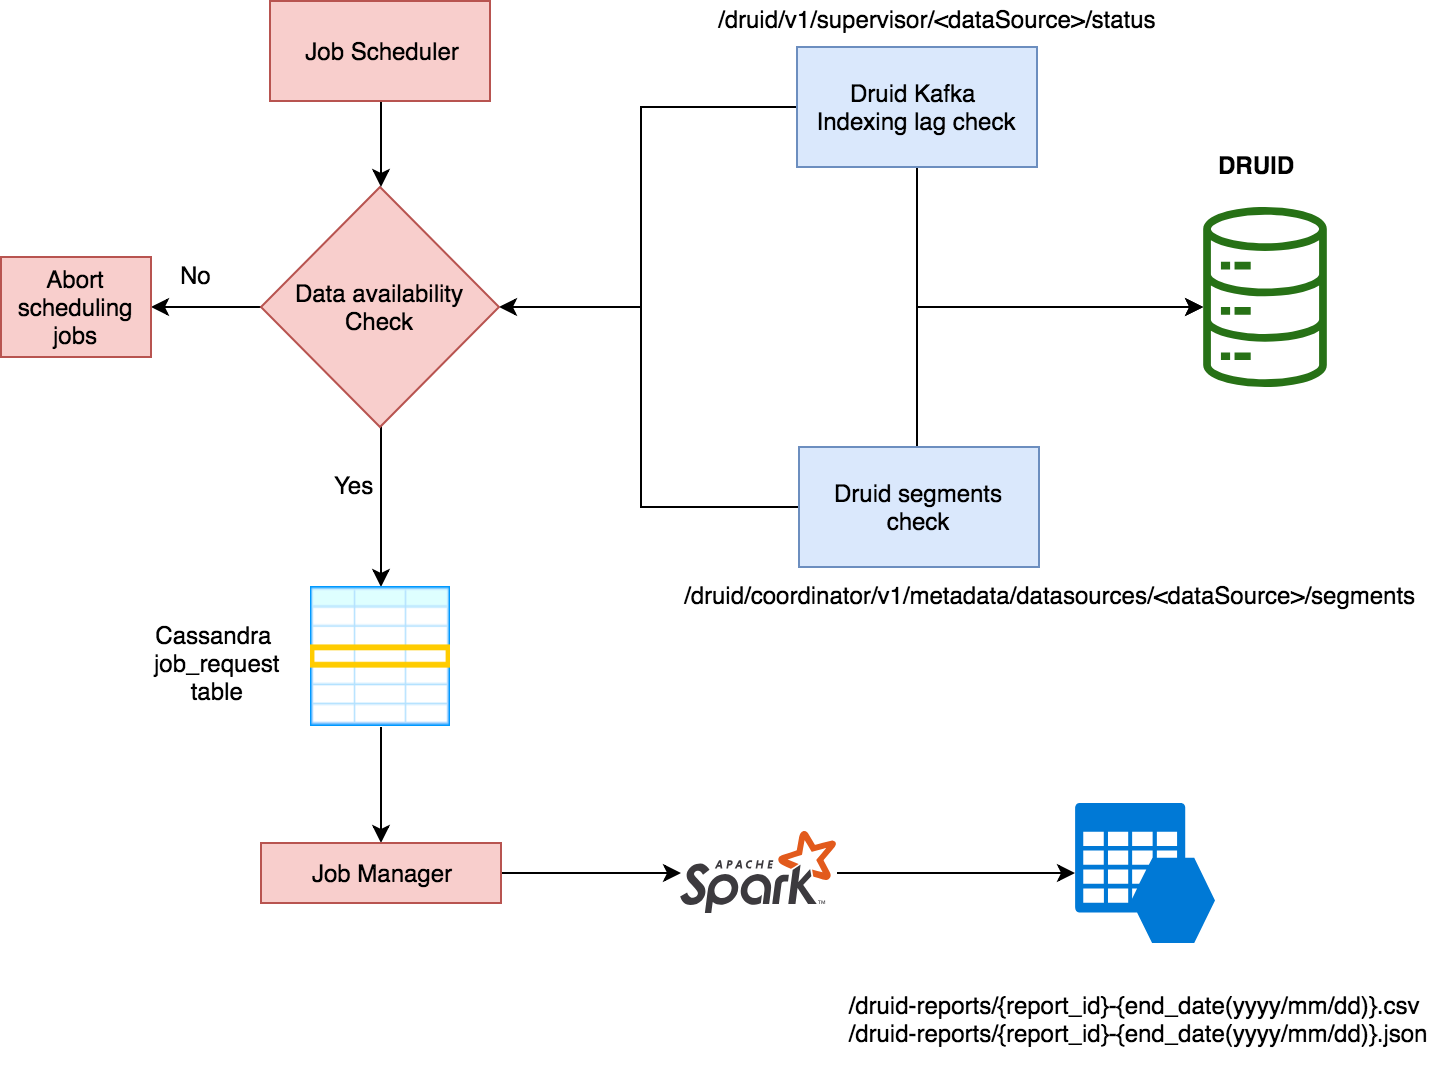 /druid/v1/supervisor/<dataSource>/status
Job Scheduler
Druid Kafka
Indexing lag check
DRUID
Abort
scheduling
jobs
No
Data availability
Check
Yes
Druid segments
check
/druid/coordinator/v1/metadata/datasources/<dataSource>/segments
Cassandra
job_request
table
Job Manager
APACHE
Spark™
/druid-reports/{report_id}-{end_date(yyyy/mm/dd)}.csv
/druid-reports/{report_id}-{end_date(yyyy/mm/dd)}.json